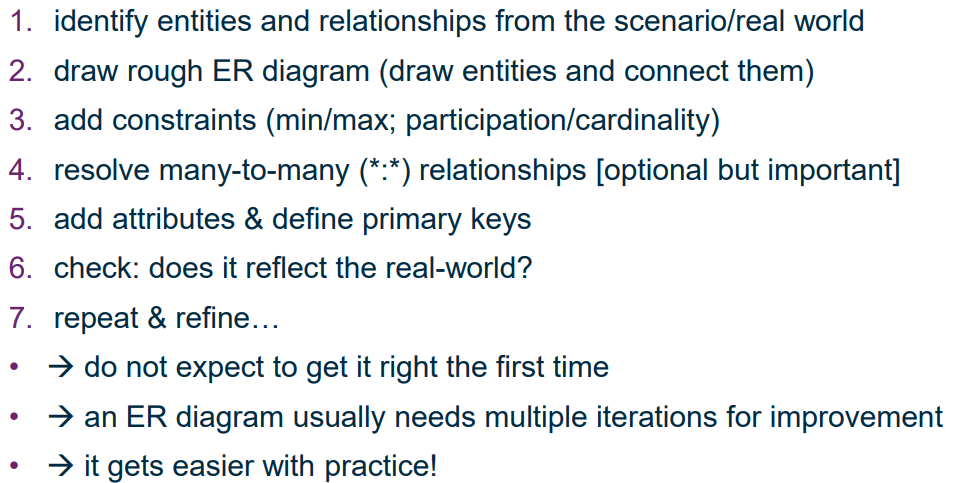 1. identify entities and relationships from the scenario/real world
2. draw rough ER diagram (draw entities and connect them)
3. add constraints (min/max; participation/cardinality)
4. resolve many-to-many (*:*) relationships [optional but important]
5. add attributes & define primary keys
6. check: does it reflect the real-world?
7. repeat & refine…
• → do not expect to get it right the first time
• → an ER diagram usually needs multiple iterations for improvement
• → it gets easier with practice!